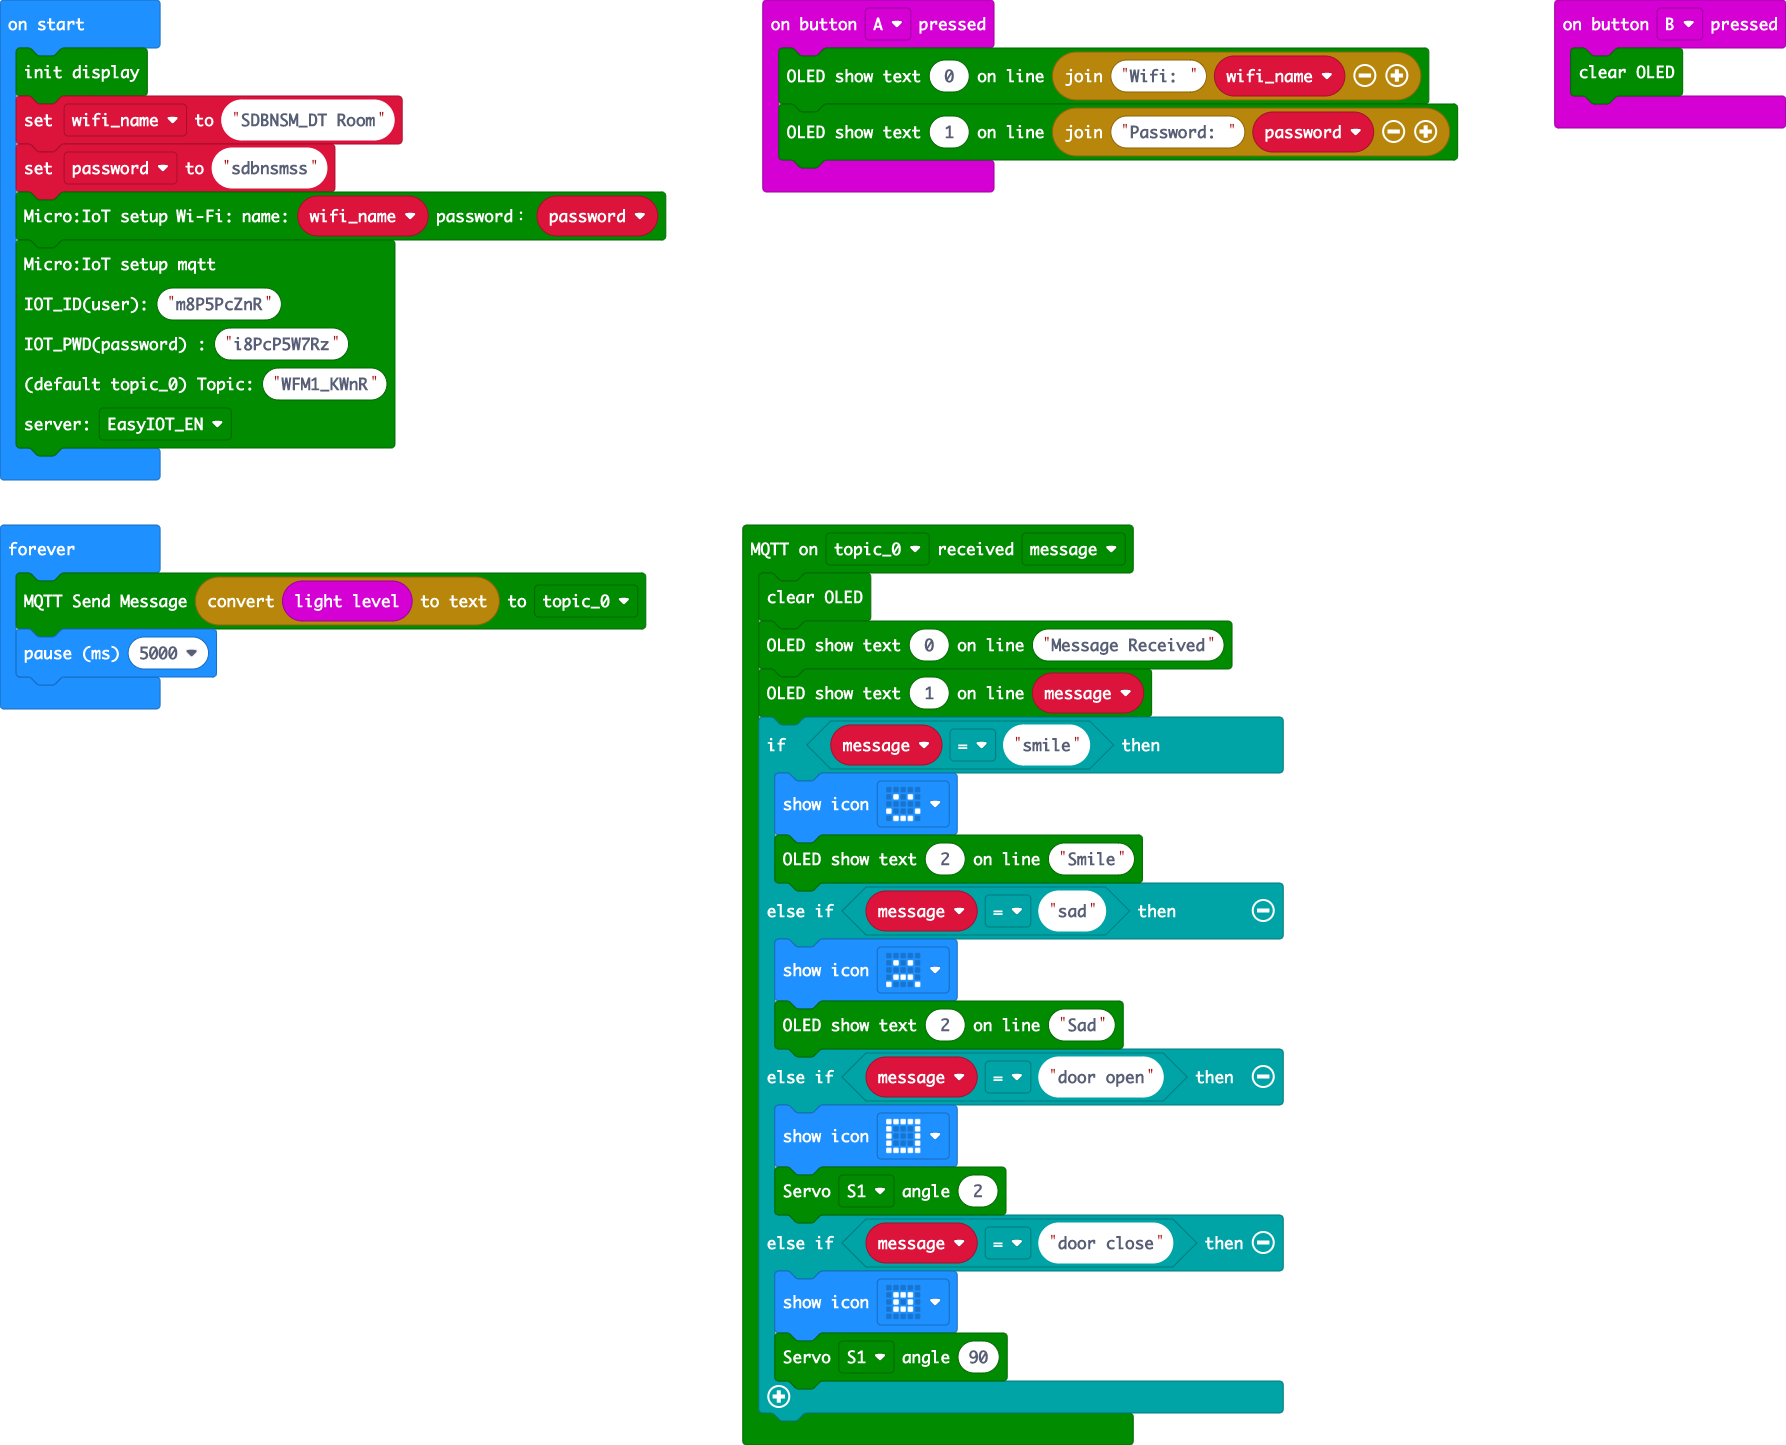 on start
init display
set wifi_name to "SDBNSM_DT Room"
set password to "sdbnsmss"
Micro:IoT setup Wi-Fi: name: wifi_name password: password
Micro:IoT setup mqtt
IOT_ID(user): "m8P5PcZnR"
IOT_PWD(password) : "i8PcP5W7Rz"
(default topic_0) Topic: "WFM1_KWnR"
server: EasyIOT_EN
on button A pressed
OLED show text 0 on line join "Wifi: " wifi_name
OLED show text 1 on line join "Password: " password
on button B pressed
clear OLED
forever
MQTT Send Message convert light level to text to topic_0
pause (ms) 5000
MQTT on topic_0 received message
clear OLED
OLED show text 0 on line "Message Received"
OLED show text 1 on line message
if message = "smile" then
show icon
OLED show text 2 on line "Smile"
else if message = "sad" then
show icon
OLED show text 2 on line "Sad"
else if message = "door open" then
show icon
Servo S1 angle 2
else if message = "door close" then
show icon
Servo S1 angle 90